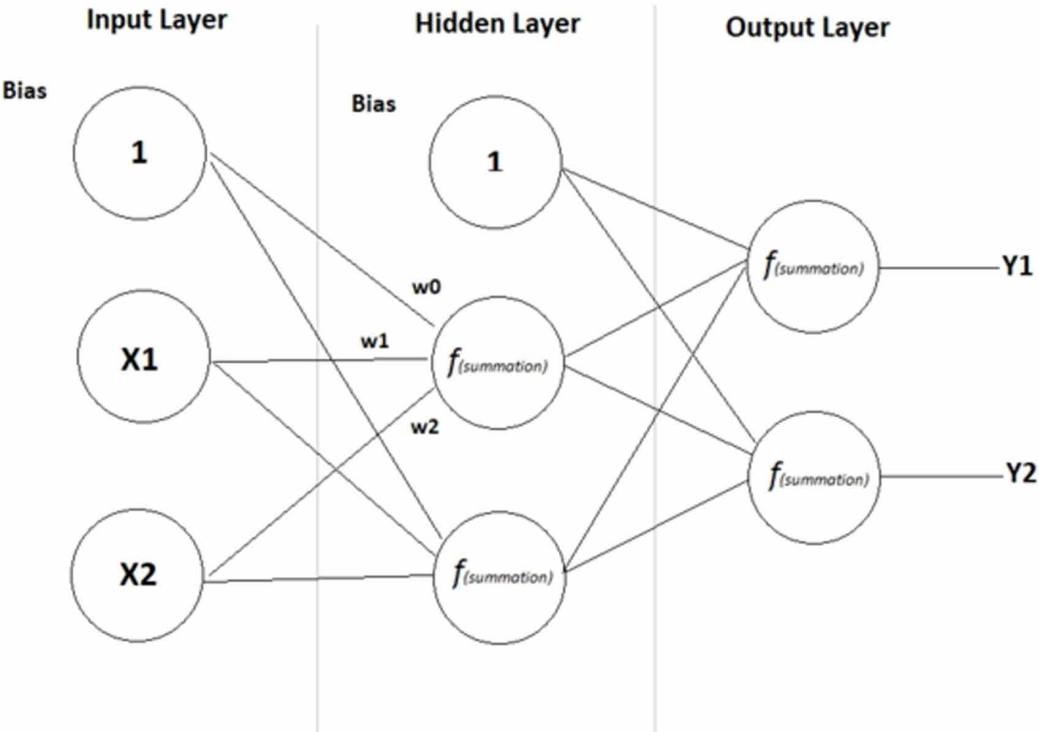 Input Layer
Hidden Layer
Output Layer
Bias
1
Bias
1
f(summation)
Y1
w0
w1
X1
f(summation)
w2
f(summation)
Y2
X2
f(summation)